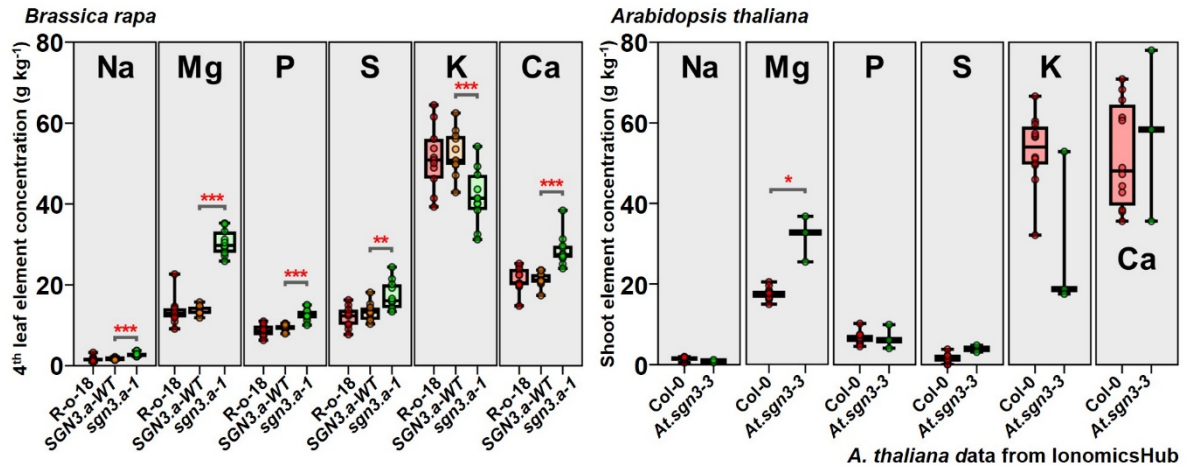 Brassica rapa
4th leaf element concentration (g kg-1)
80
60
40
20
0
Na
Mg
P
S
K
Ca
***
***
***
**
***
***
R-o-18
SGN3.a-WT
sgn3.a-1
R-o-18
SGN3.a-WT
sgn3.a-1
R-o-18
SGN3.a-WT
sgn3.a-1
R-o-18
SGN3.a-WT
sgn3.a-1
R-o-18
SGN3.a-WT
sgn3.a-1
R-o-18
SGN3.a-WT
sgn3.a-1
Arabidopsis thaliana
Shoot element concentration (g kg-1)
80
60
40
20
0
Na
Mg
P
S
K
Ca
*
Col-0
At.sgn3-3
Col-0
At.sgn3-3
Col-0
At.sgn3-3
Col-0
At.sgn3-3
Col-0
At.sgn3-3
Col-0
At.sgn3-3
A. thaliana data from IonomicsHub